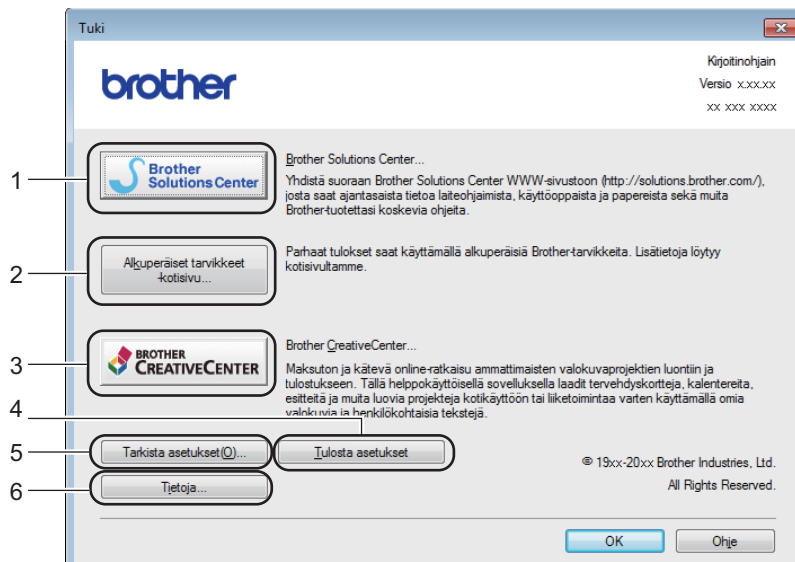 Tuki
brother
Kirjoitinohjain
Versio x.xx.xx
xx xxx xxxx
1
Brother
Solutions Center
Brother Solutions Center...
Yhdistä suoraan Brother Solutions Center WWW-sivustoon (http://solutions.brother.com/),
josta saat ajantasaista tietoa laiteohjaimista, käyttöoppaista ja papereista sekä muita
Brother-tuotettasi koskevia ohjeita.
2
Alkuperäiset tarvikkeet
-kotisivu...
Parhaat tulokset saat käyttämällä alkuperäisiä Brother-tarvikkeita. Lisätietoja löytyy
kotisivultamme.
3
BROTHER
CREATIVECENTER
Brother CreativeCenter...
Maksuton ja kätevä online-ratkaisu ammattimaisten valokuvaprojektien luontiin ja
tulostukseen. Tällä helppokäyttöisellä sovelluksella laadit tervehdyskortteja, kalentereita,
esitteitä ja muita luovia projekteja kotikäyttöön tai liiketoimintaa varten käyttämällä omia
valokuvia ja henkilökohtaisia tekstejä.
4
5
Tarkista asetukset(O)...
Tulosta asetukset
6
Tietoja...
© 19xx-20xx Brother Industries, Ltd.
All Rights Reserved.
OK
Ohje